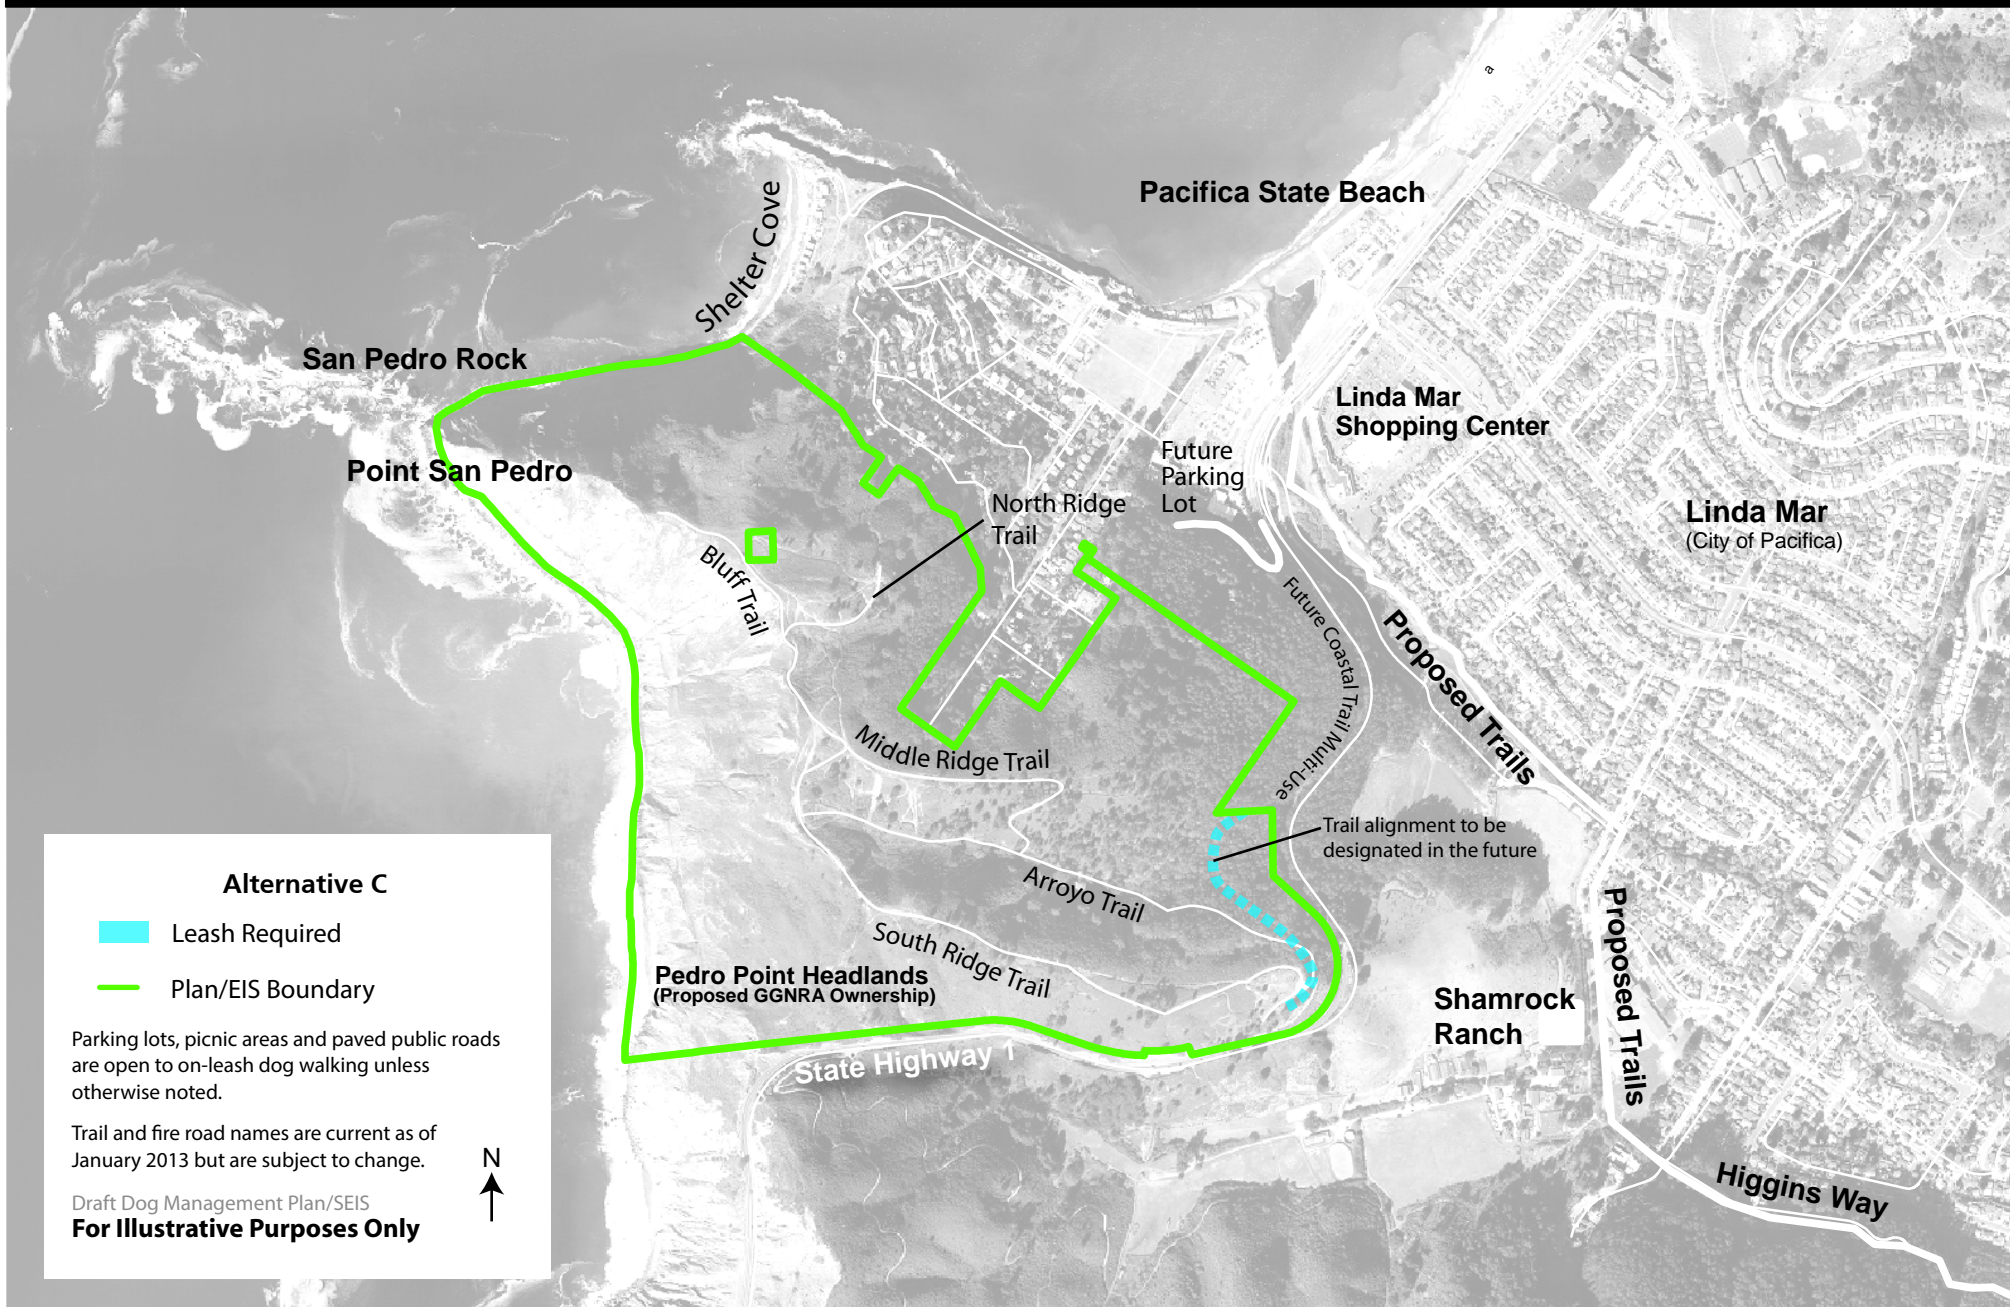 a
Pacifica State Beach
Shelter Cove
San Pedro Rock
Linda Mar
Shopping Center
Future
Parking
Lot
Point San Pedro
North Ridge
Trail
Linda Mar
(City of Pacifica)
Bluff Trail
Future Coastal Trail Multi-Use
Proposed Trails
Middle Ridge Trail
Trail alignment to be
designated in the future
Arroyo Trail
South Ridge Trail
Proposed Trails
Pedro Point Headlands
(Proposed GGNRA Ownership)
Shamrock
Ranch
State Highway 1
Higgins Way
Alternative C
Leash Required
Plan/EIS Boundary
Parking lots, picnic areas and paved public roads
are open to on-leash dog walking unless
otherwise noted.
Trail and fire road names are current as of
January 2013 but are subject to change.
N
Draft Dog Management Plan/SEIS
For Illustrative Purposes Only